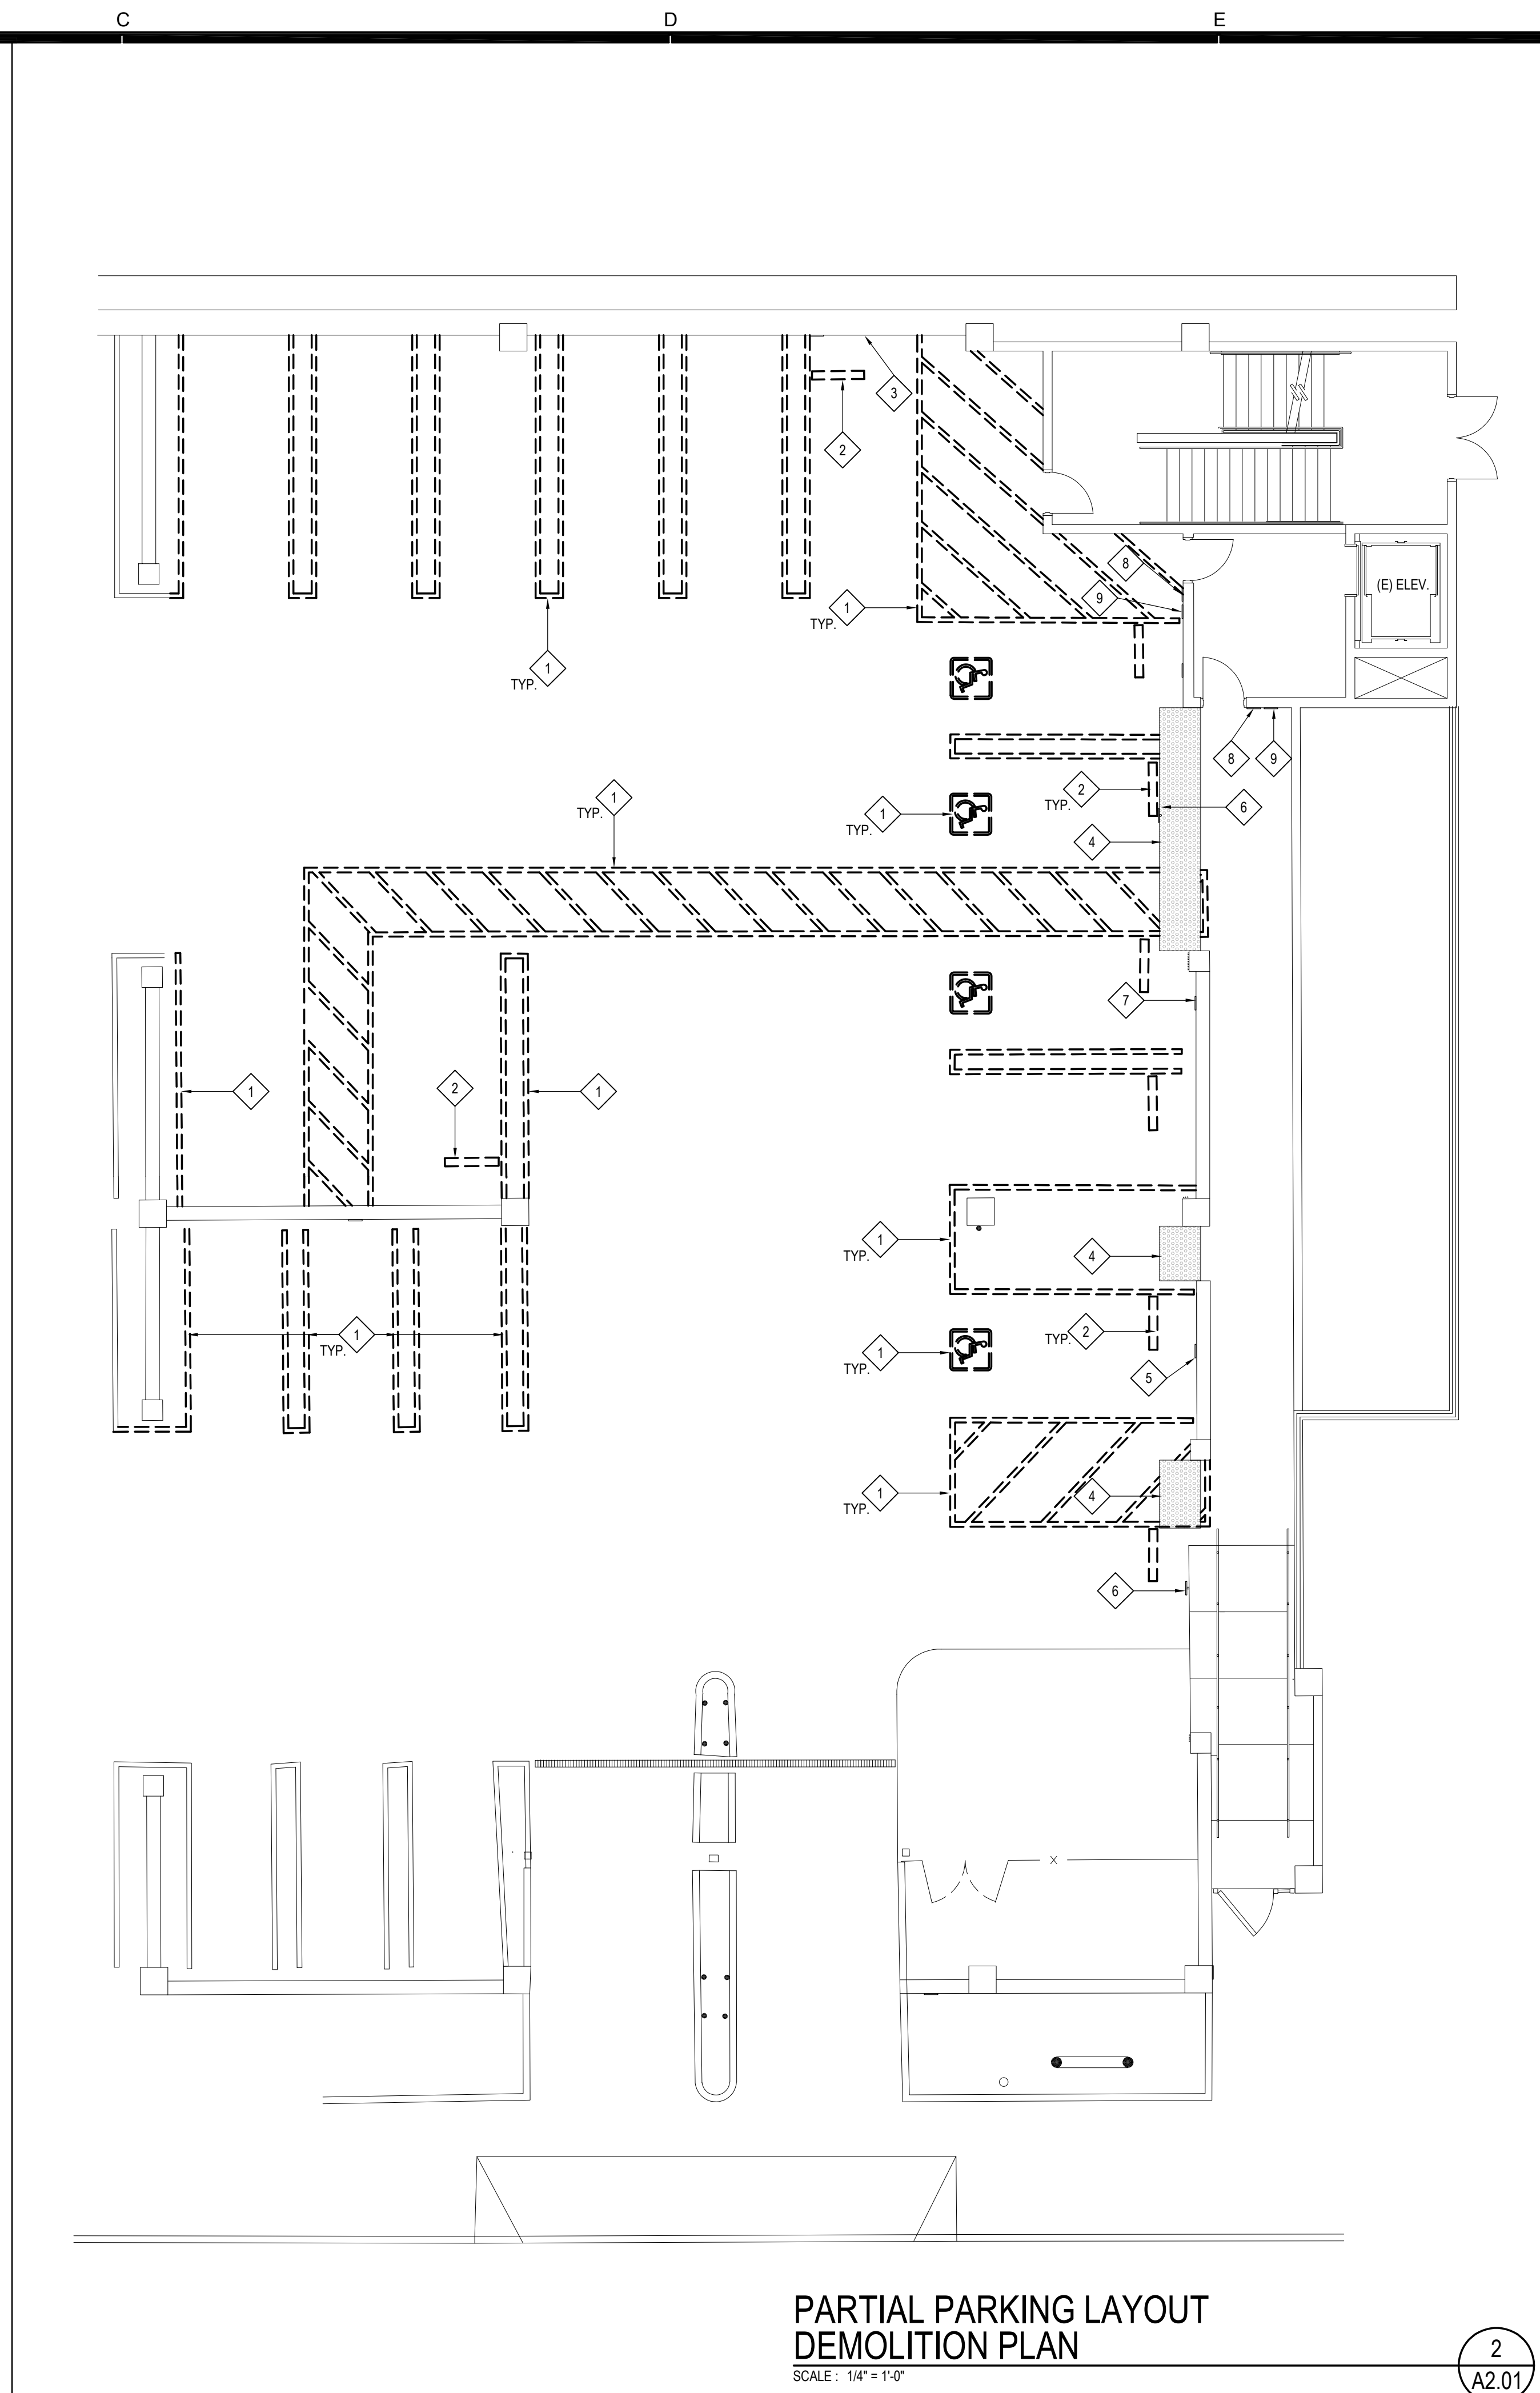 C D E
3
2
8
(E) ELEV.
9
1
TYP.
1
TYP.
8 9
1
TYP.
2
TYP.
6
1
TYP.
4
7
1
2
1
1
TYP.
4
1
TYP.
2
TYP.
1
TYP.
5
1
TYP.
4
6
X
PARTIAL PARKING LAYOUT
DEMOLITION PLAN
SCALE : 1/4" = 1'-0"
2
A2.01